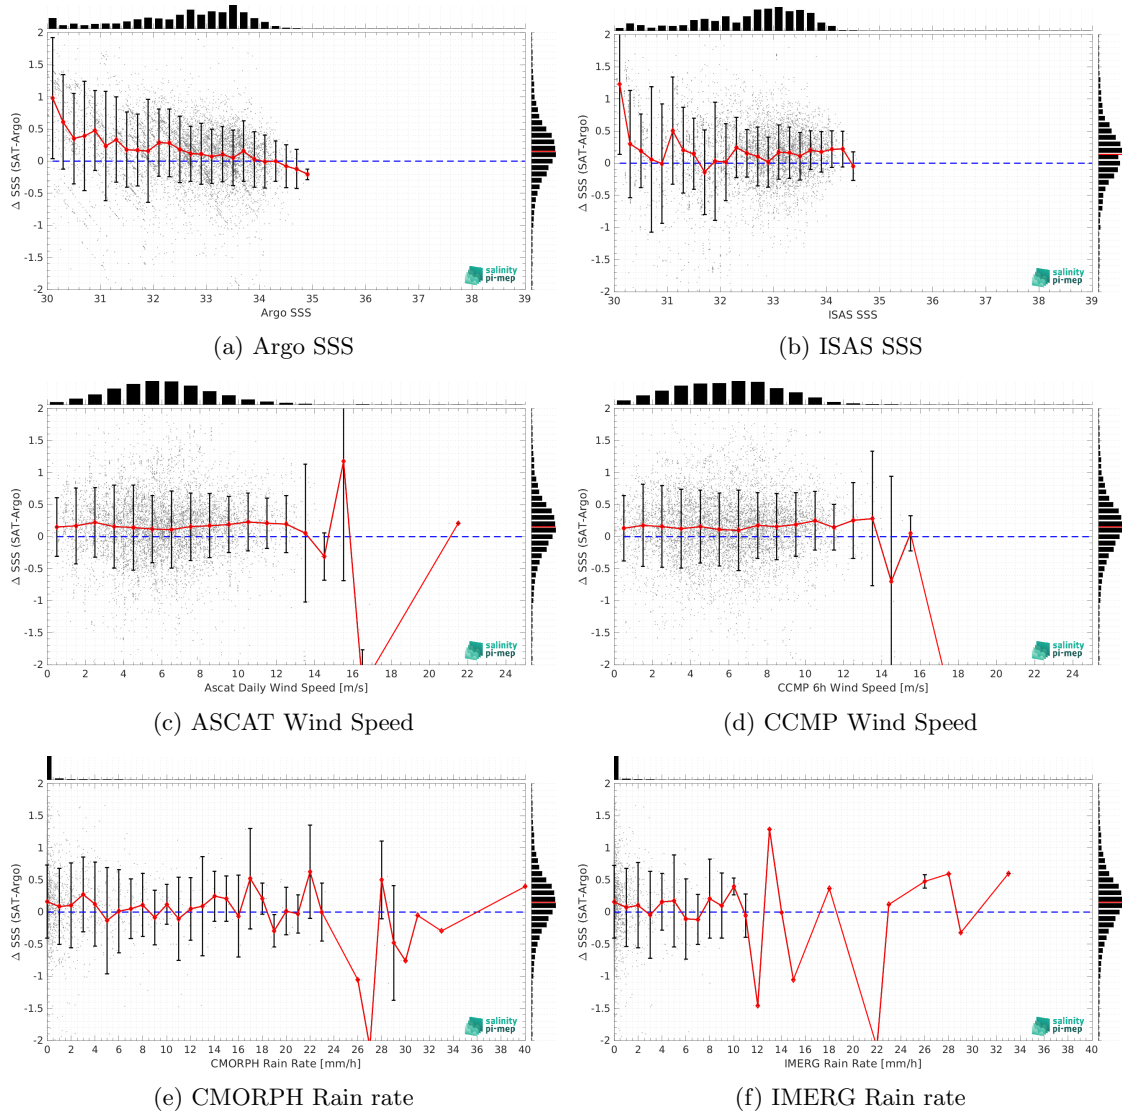 2
1.5
1
0.5
0
-0.5
-1
-1.5
-2
Δ SSS (SAT-Argo)
30 31 32 33 34 35 36 37 38 39
Argo SSS
salinity
pi-mep
(a) Argo SSS
2
1.5
1
0.5
0
-0.5
-1
-1.5
-2
Δ SSS (SAT-Argo)
30 31 32 33 34 35 36 37 38 39
ISAS SSS
salinity
pi-mep
(b) ISAS SSS
2
1.5
1
0.5
0
-0.5
-1
-1.5
-2
Δ SSS (SAT-Argo)
0 2 4 6 8 10 12 14 16 18 20 22 24
Ascat Daily Wind Speed [m/s]
salinity
pi-mep
(c) ASCAT Wind Speed
2
1.5
1
0.5
0
-0.5
-1
-1.5
-2
Δ SSS (SAT-Argo)
0 2 4 6 8 10 12 14 16 18 20 22 24
CCMP 6h Wind Speed [m/s]
salinity
pi-mep
(d) CCMP Wind Speed
2
1.5
1
0.5
0
-0.5
-1
-1.5
-2
Δ SSS (SAT-Argo)
0 2 4 6 8 10 12 14 16 18 20 22 24 26 28 30 32 34 36 38 40
CMORPH Rain Rate [mm/h]
salinity
pi-mep
(e) CMORPH Rain rate
2
1.5
1
0.5
0
-0.5
-1
-1.5
-2
Δ SSS (SAT-Argo)
0 2 4 6 8 10 12 14 16 18 20 22 24 26 28 30 32 34 36 38 40
IMERG Rain Rate [mm/h]
salinity
pi-mep
(f) IMERG Rain rate